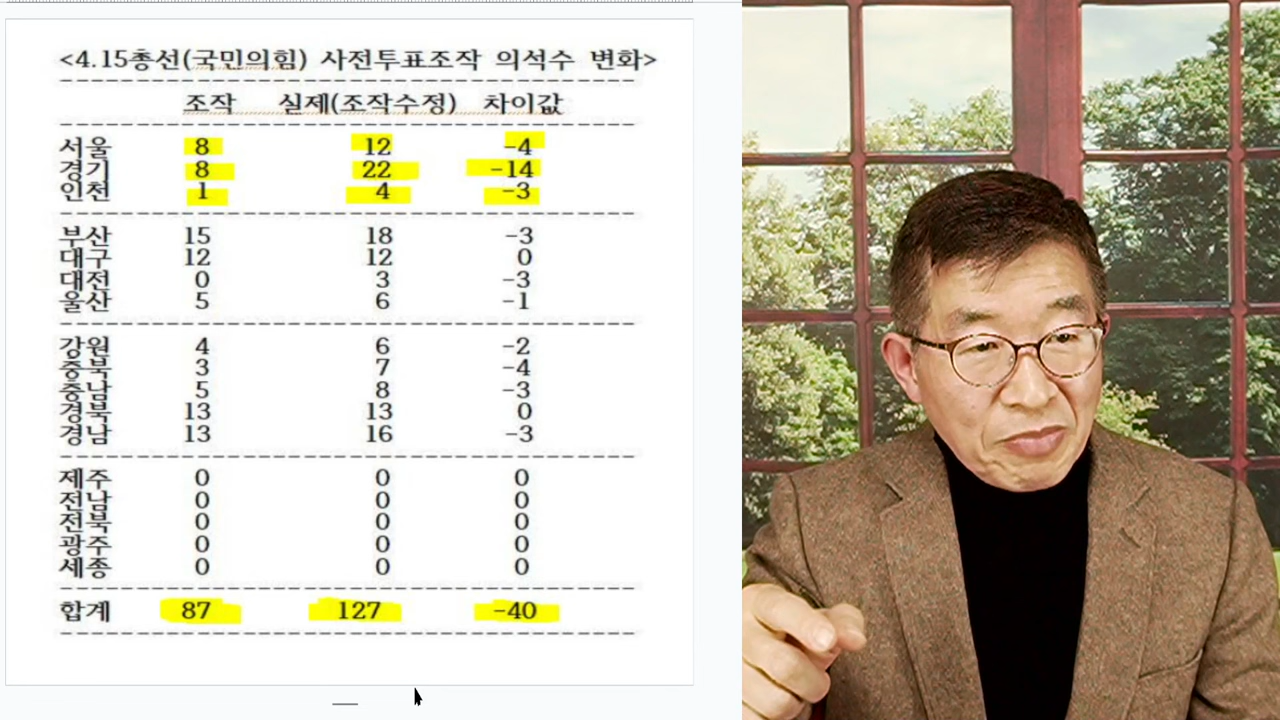 <4.15총선(국민의힘) 사전투표조작 의석수 변화>
조작 실제(조작수정) 차이값
서울 8 12 -4
경기 8 22 -14
인천 1 4 -3
부산 15 18 -3
대구 12 12 0
대전 0 3 -3
울산 5 6 -1
강원 4 6 -2
충북 3 7 -4
충남 5 8 -3
경북 13 13 0
경남 13 16 -3
제주 0 0 0
전남 0 0 0
전북 0 0 0
광주 0 0 0
세종 0 0 0
합계 87 127 -40